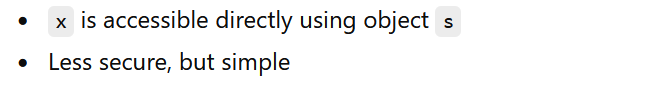 • x is accessible directly using object s
• Less secure, but simple